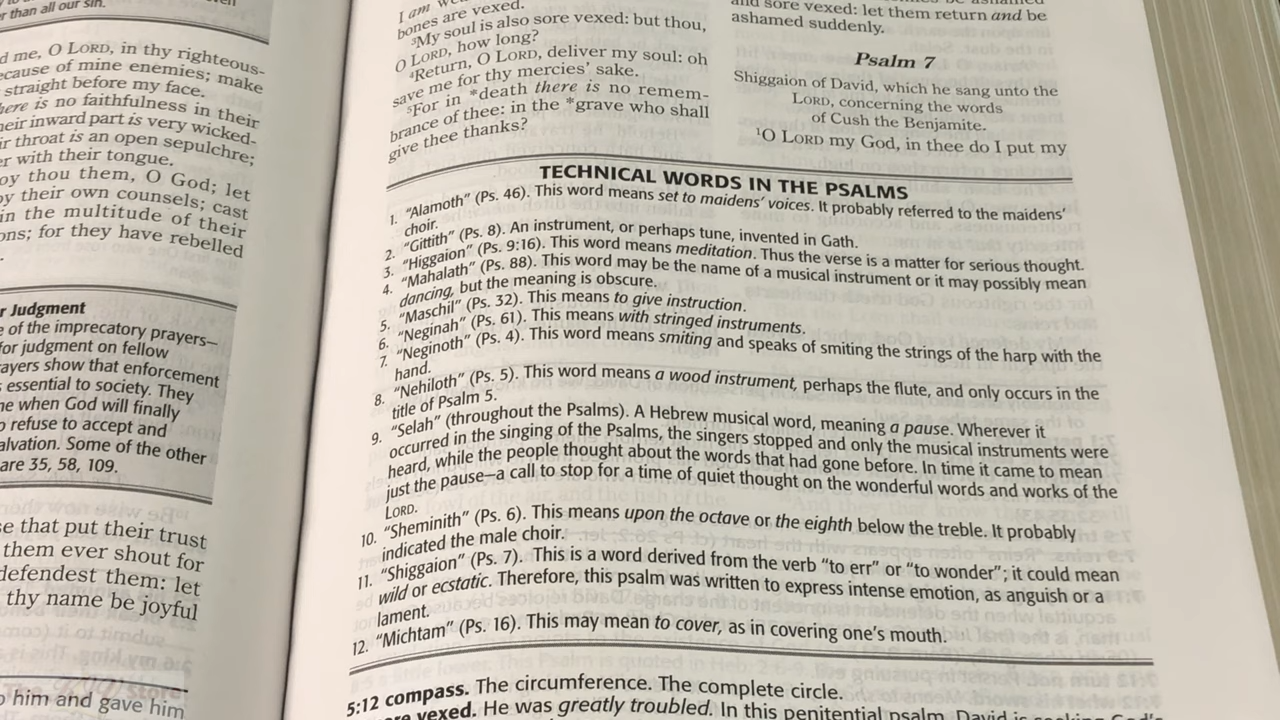 r than all our sin.
d me, O LORD, in thy righteous-
ecause of mine enemies; make
straight before my face.
here is no faithfulness in their
heir inward part is very wicked-
ir throat is an open sepulchre;
er with their tongue.
oy thou them, O God; let
by their own counsels; cast
in the multitude of their
ons; for they have rebelled
r Judgment
e of the imprecatory prayers—
for judgment on fellow
rayers show that enforcement
essential to society. They
he when God will finally
o refuse to accept and
alvation. Some of the other
are 35, 58, 109.
e that put their trust
them ever shout for
defendest them: let
thy name be joyful
o him and gave him
I am
bones are vexed.
³My soul is also sore vexed: but thou,
O LORD, how long?
⁴Return, O LORD, deliver my soul: oh
save me for thy mercies' sake.
⁵For in *death there is no remem-
brance of thee: in the *grave who shall
give thee thanks?
and sore vexed: let them return and be
ashamed suddenly.
Psalm 7
Shiggaion of David, which he sang unto the
LORD, concerning the words
of Cush the Benjamite.
¹O LORD my God, in thee do I put my
TECHNICAL WORDS IN THE PSALMS
1. "Alamoth" (Ps. 46). This word means set to maidens' voices. It probably referred to the maidens'
choir.
2. "Gittith" (Ps. 8). An instrument, or perhaps tune, invented in Gath.
3. "Higgaion" (Ps. 9:16). This word means meditation. Thus the verse is a matter for serious thought.
4. "Mahalath" (Ps. 88). This word may be the name of a musical instrument or it may possibly mean
dancing, but the meaning is obscure.
5. "Maschil" (Ps. 32). This means to give instruction.
6. "Neginah" (Ps. 61). This means with stringed instruments.
7. "Neginoth" (Ps. 4). This word means smiting and speaks of smiting the strings of the harp with the
hand.
8. "Nehiloth" (Ps. 5). This word means a wood instrument, perhaps the flute, and only occurs in the
title of Psalm 5.
9. "Selah" (throughout the Psalms). A Hebrew musical word, meaning a pause. Wherever it
occurred in the singing of the Psalms, the singers stopped and only the musical instruments were
heard, while the people thought about the words that had gone before. In time it came to mean
just the pause—a call to stop for a time of quiet thought on the wonderful words and works of the
LORD.
10. "Sheminith" (Ps. 6). This means upon the octave or the eighth below the treble. It probably
indicated the male choir.
11. "Shiggaion" (Ps. 7). This is a word derived from the verb "to err" or "to wonder"; it could mean
wild or ecstatic. Therefore, this psalm was written to express intense emotion, as anguish or a
lament.
12. "Michtam" (Ps. 16). This may mean to cover, as in covering one's mouth.
5:12 compass. The circumference. The complete circle.
vexed. He was greatly troubled. In this penitential psalm, David is